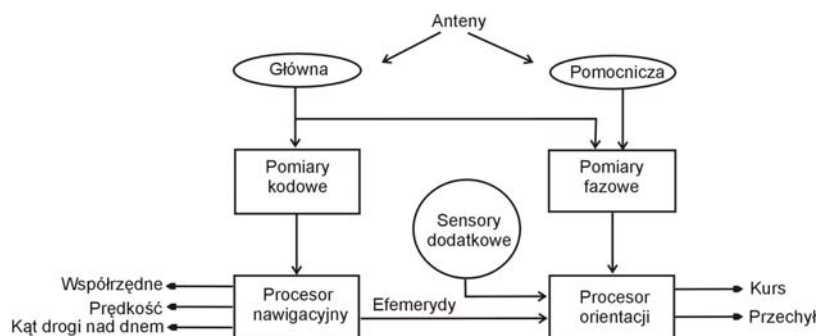 Anteny
Główna
Pomocnicza
Pomiary
kodowe
Pomiary
fazowe
Sensory
dodatkowe
Współrzędne
Prędkość
Kąt drogi nad dnem
Procesor
nawigacyjny
Efemerydy
Procesor
orientacji
Kurs
Przechył